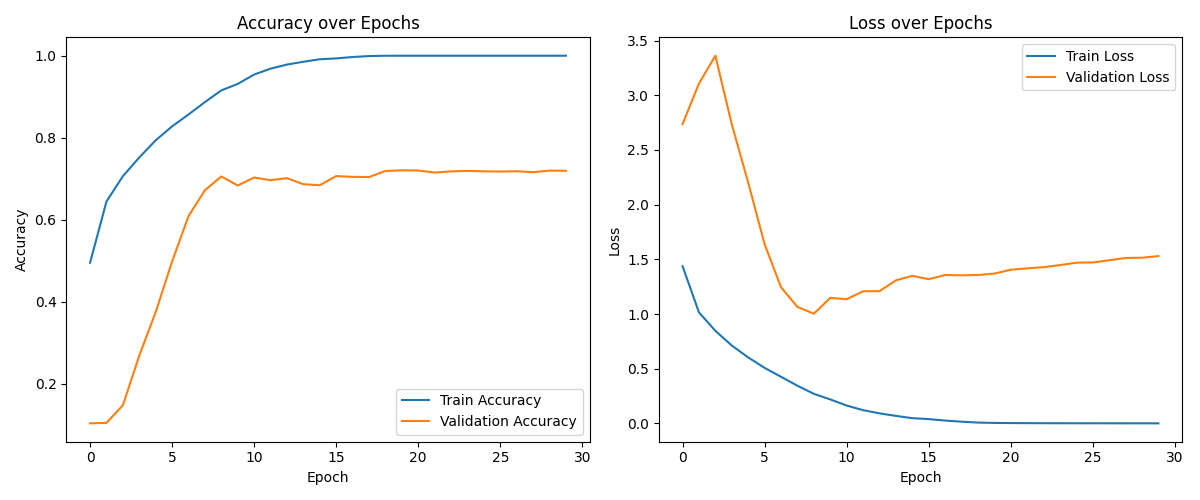 Accuracy over Epochs
1.0
0.8
0.6
0.4
0.2
Accuracy
0 5 10 15 20 25 30
Epoch
Train Accuracy
Validation Accuracy
Loss over Epochs
3.5
3.0
2.5
2.0
1.5
1.0
0.5
0.0
Loss
0 5 10 15 20 25 30
Epoch
Train Loss
Validation Loss